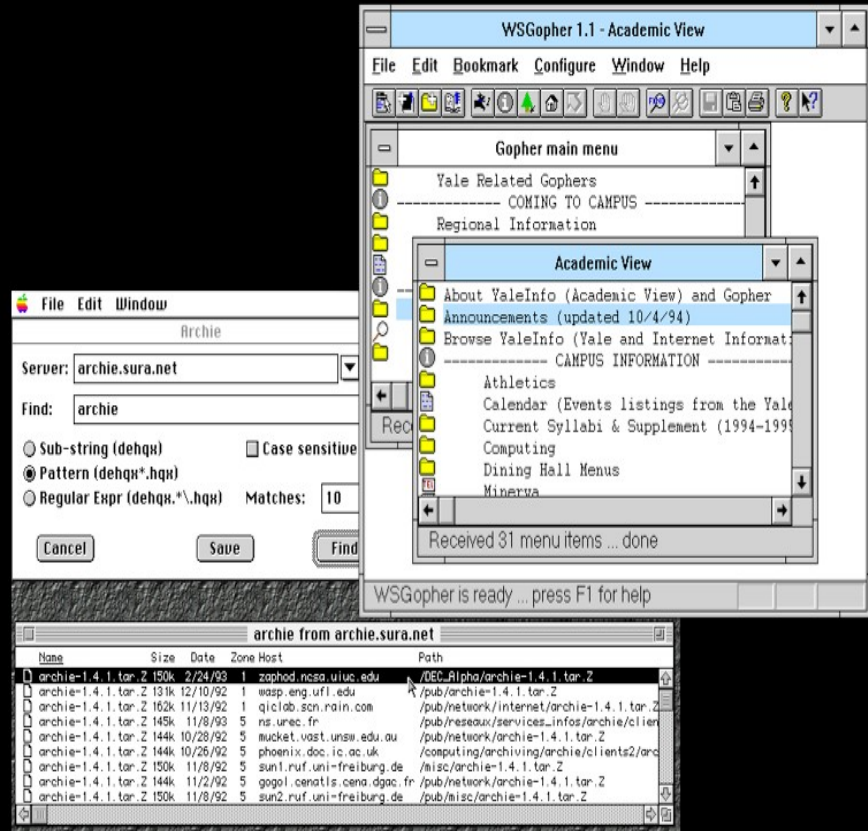 WSGopher 1.1 - Academic View
File Edit Bookmark Configure Window Help
Gopher main menu
Yale Related Gophers
------------- COMING TO CAMPUS -------------
Regional Information
Academic View
About YaleInfo (Academic View) and Gopher
Announcements (updated 10/4/94)
Browse YaleInfo (Yale and Internet Informati
------------- CAMPUS INFORMATION -----------
Athletics
Calendar (Events listings from the Yale
Current Syllabi & Supplement (1994-1995
Computing
Dining Hall Menus
Minerva
Rec
Received 31 menu items ... done
WSGopher is ready ... press F1 for help
File Edit Window
Archie
Server: archie.sura.net
Find: archie
Sub-string (dehqx) Case sensitive
Pattern (dehqx*.hqx)
Regular Expr (dehqx.*\.hqx) Matches: 10
Cancel Save Find
archie from archie.sura.net
Name Size Date Zone Host Path
archie-1.4.1.tar.Z 150k 2/24/93 1 zaphod.ncsa.uiuc.edu /DEC_Alpha/archie-1.4.1.tar.Z
archie-1.4.1.tar.Z 131k 12/10/92 1 wasp.eng.ufl.edu /pub/archie-1.4.1.tar.Z
archie-1.4.1.tar.Z 162k 11/13/92 1 qiclab.scn.rain.com /pub/network/internet/archie-1.4.1.tar.Z
archie-1.4.1.tar.Z 145k 11/8/93 5 ns.urec.fr /pub/reseaux/services_infos/archie/clien
archie-1.4.1.tar.Z 144k 10/28/92 5 mucket.vast.unsw.edu.au /pub/network/archie-1.4.1.tar.Z
archie-1.4.1.tar.Z 144k 10/26/92 5 phoenix.doc.ic.ac.uk /computing/archiving/archie/clients2/arc
archie-1.4.1.tar.Z 150k 11/8/92 5 sun1.ruf.uni-freiburg.de /misc/archie-1.4.1.tar.Z
archie-1.4.1.tar.Z 144k 11/2/92 5 gogol.cenatls.cena.dgac.fr /pub/network/archie-1.4.1.tar.Z
archie-1.4.1.tar.Z 150k 11/8/92 5 sun2.ruf.uni-freiburg.de /pub/misc/archie-1.4.1.tar.Z